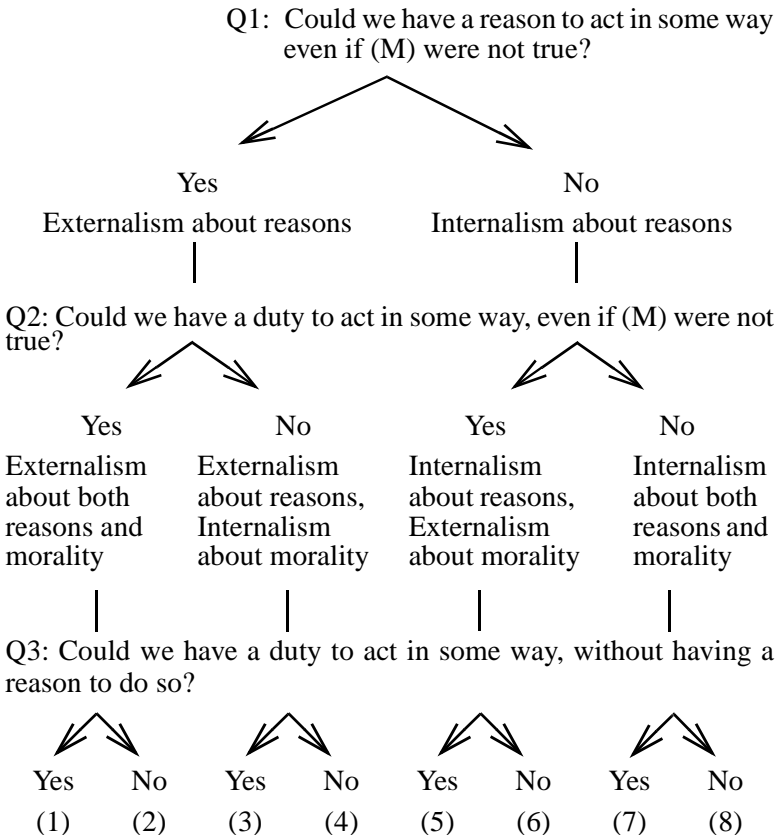 Q1: Could we have a reason to act in some way
even if (M) were not true?
Yes No
Externalism about reasons Internalism about reasons
Q2: Could we have a duty to act in some way, even if (M) were not
true?
Yes No Yes No
Externalism Externalism Internalism Internalism
about both about reasons, about reasons, about both
reasons and Internalism Externalism reasons and
morality about morality about morality morality
Q3: Could we have a duty to act in some way, without having a
reason to do so?
Yes No Yes No Yes No Yes No
(1) (2) (3) (4) (5) (6) (7) (8)